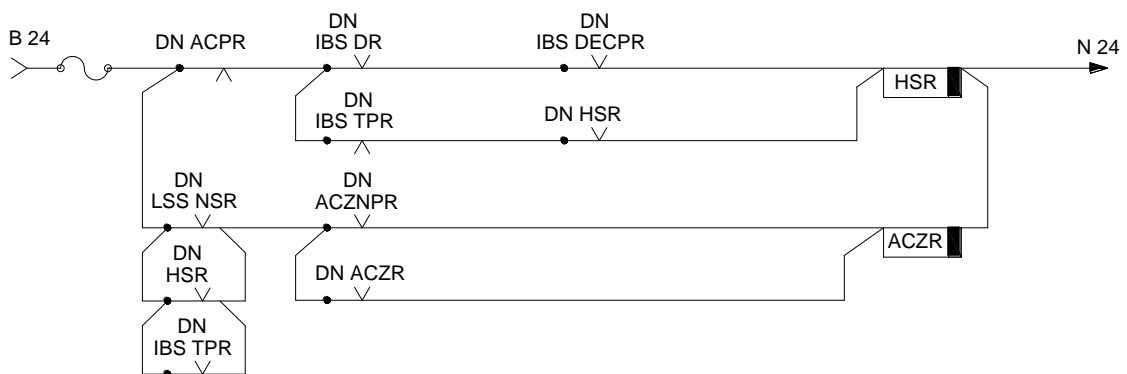 B 24
DN ACPR
DN
IBS DR
DN
IBS DECPR
N 24
HSR
DN
IBS TPR
DN HSR
DN
LSS NSR
DN
ACZNPR
ACZR
DN
HSR
DN ACZR
DN
IBS TPR